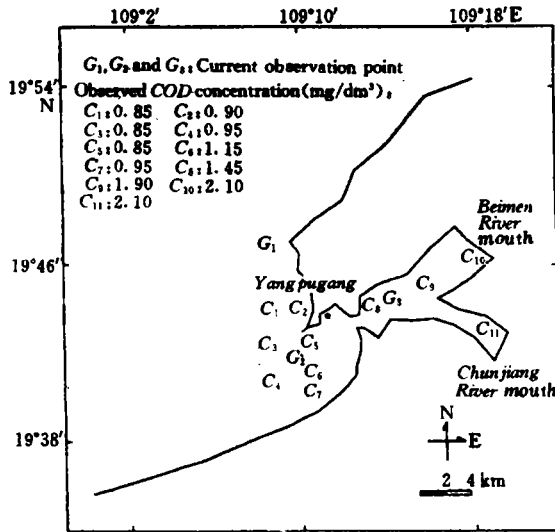 109°2′ 109°10′ 109°18′ E
19°54′
N
G₁, G₂ and G₃: Current observation point
Observed COD concentration (mg/dm³):
C₁:0.85 C₂:0.90
C₃:0.85 C₄:0.95
C₅:0.85 C₆:1.15
C₇:0.95 C₈:1.45
C₉:1.90 C₁₀:2.10
C₁₁:2.10
Beimen
River
mouth
G₁
19°46′
C₁₀
Yangpugang
C₉
C₁ C₂ C₈ G₃
C₁₁
C₃ C₅
G₂
C₄ C₆
C₇
Chunjiang
River mouth
19°38′
N
E
2 4 km